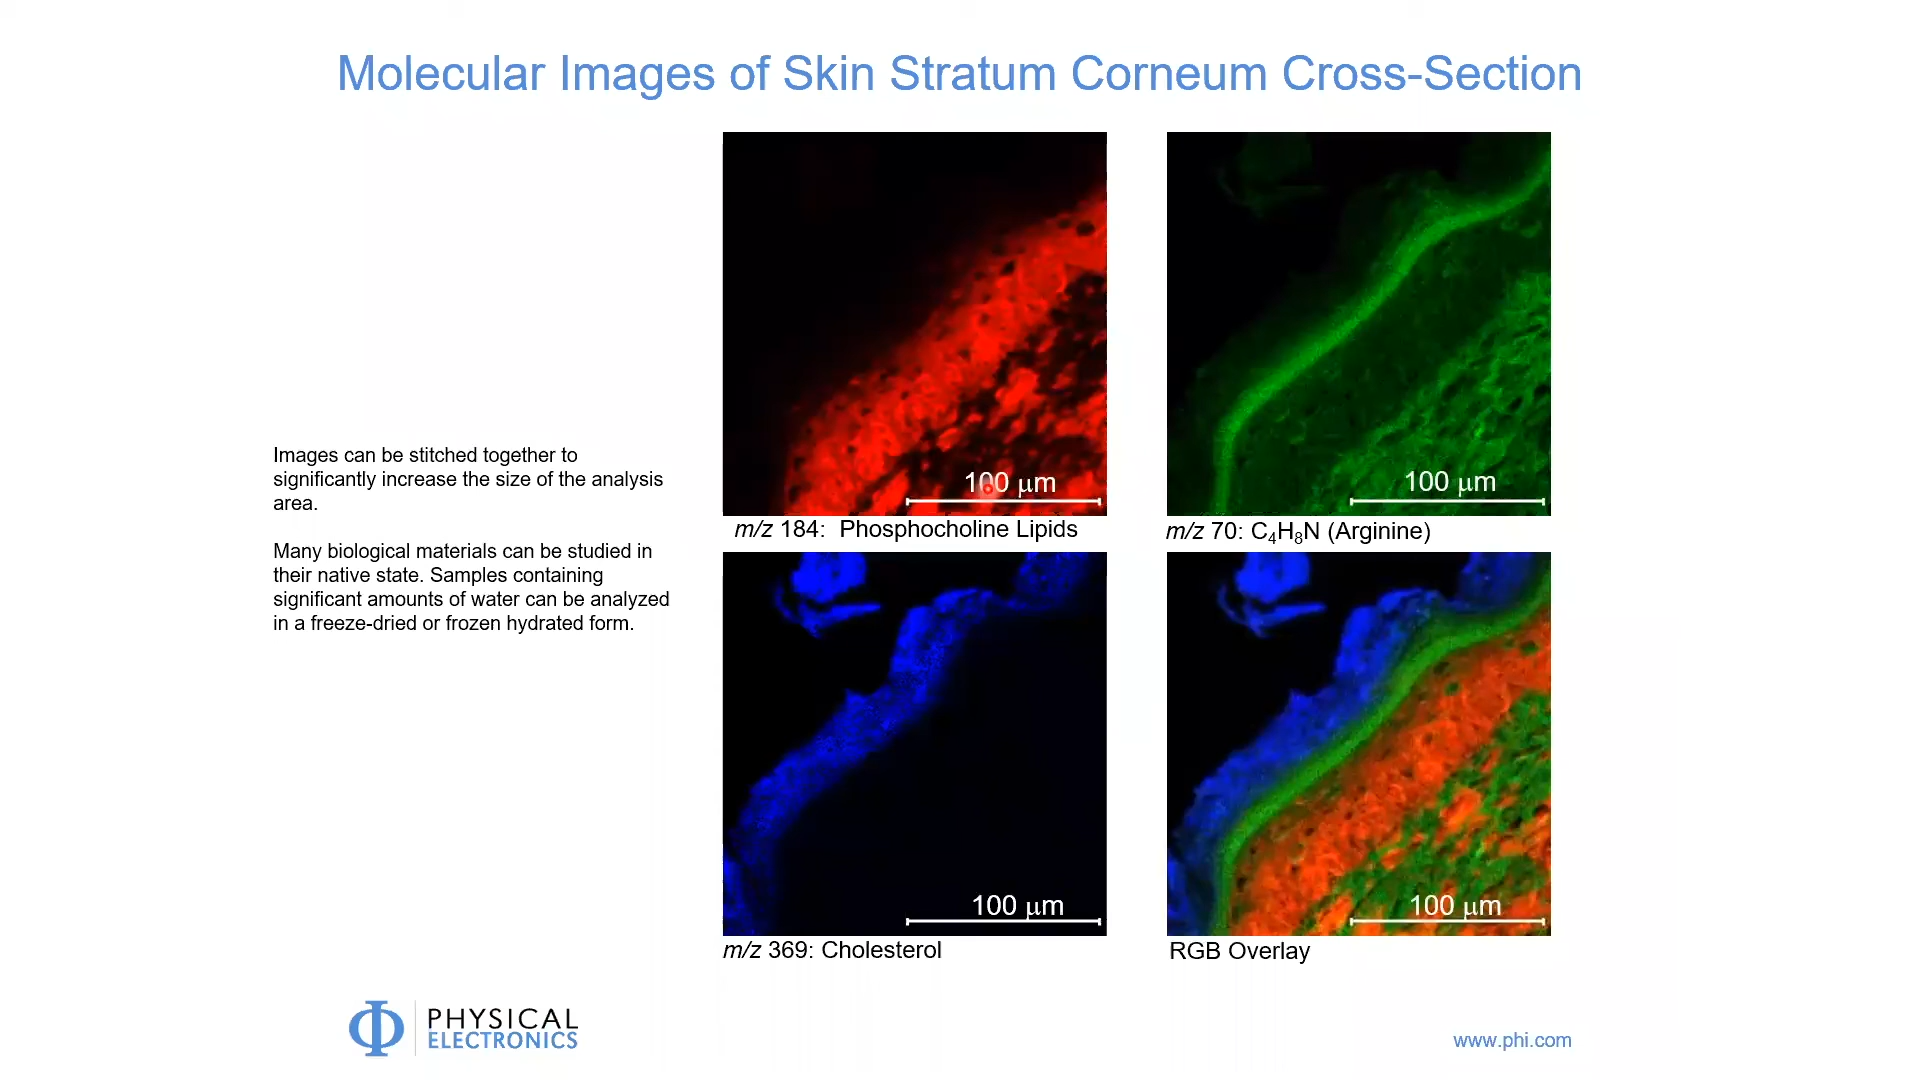 Molecular Images of Skin Stratum Corneum Cross-Section
Images can be stitched together to
significantly increase the size of the analysis
area.
Many biological materials can be studied in
their native state. Samples containing
significant amounts of water can be analyzed
in a freeze-dried or frozen hydrated form.
100 μm
m/z 184: Phosphocholine Lipids
100 μm
m/z 70: C₄H₈N (Arginine)
100 μm
m/z 369: Cholesterol
100 μm
RGB Overlay
PHYSICAL
ELECTRONICS
www.phi.com